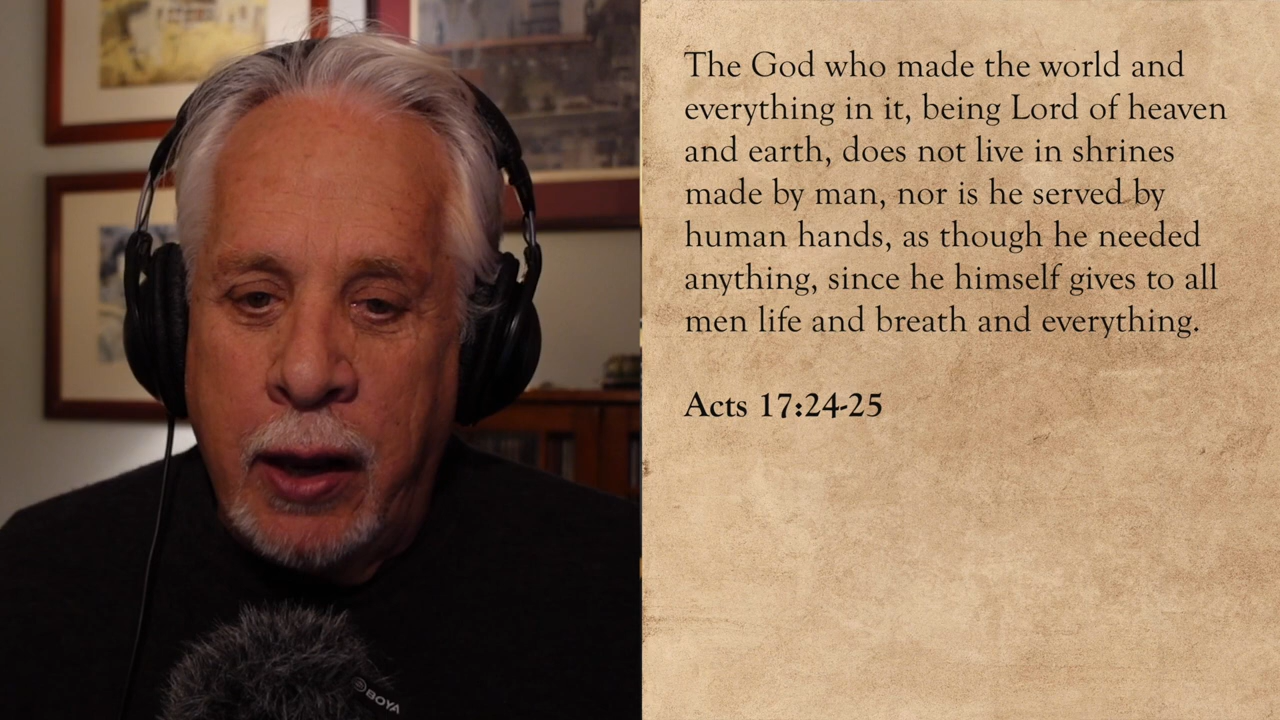 The God who made the world and
everything in it, being Lord of heaven
and earth, does not live in shrines
made by man, nor is he served by
human hands, as though he needed
anything, since he himself gives to all
men life and breath and everything.
Acts 17:24-25
BOYA